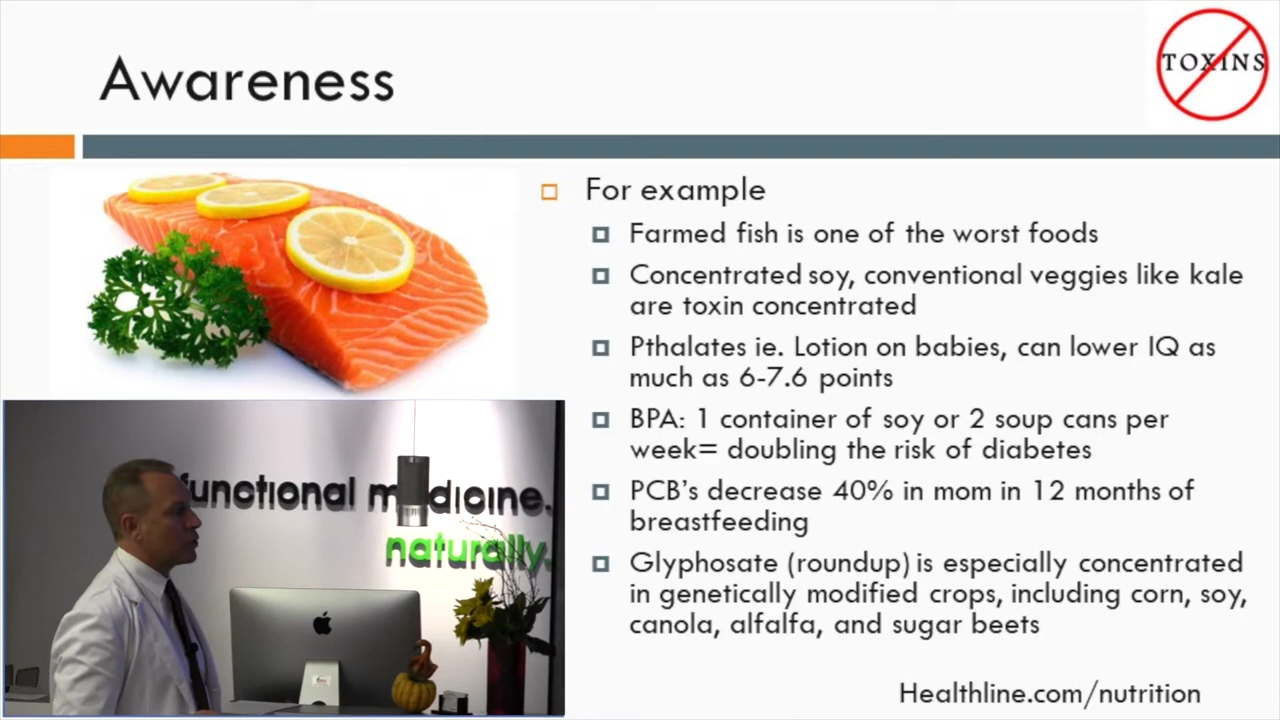 Awareness
TOXINS
For example
Farmed fish is one of the worst foods
Concentrated soy, conventional veggies like kale
are toxin concentrated
Pthalates ie. Lotion on babies, can lower IQ as
much as 6-7.6 points
BPA: 1 container of soy or 2 soup cans per
week= doubling the risk of diabetes
PCB's decrease 40% in mom in 12 months of
breastfeeding
Glyphosate (roundup) is especially concentrated
in genetically modified crops, including corn, soy,
canola, alfalfa, and sugar beets
Healthline.com/nutrition
functional medicine.
naturally.